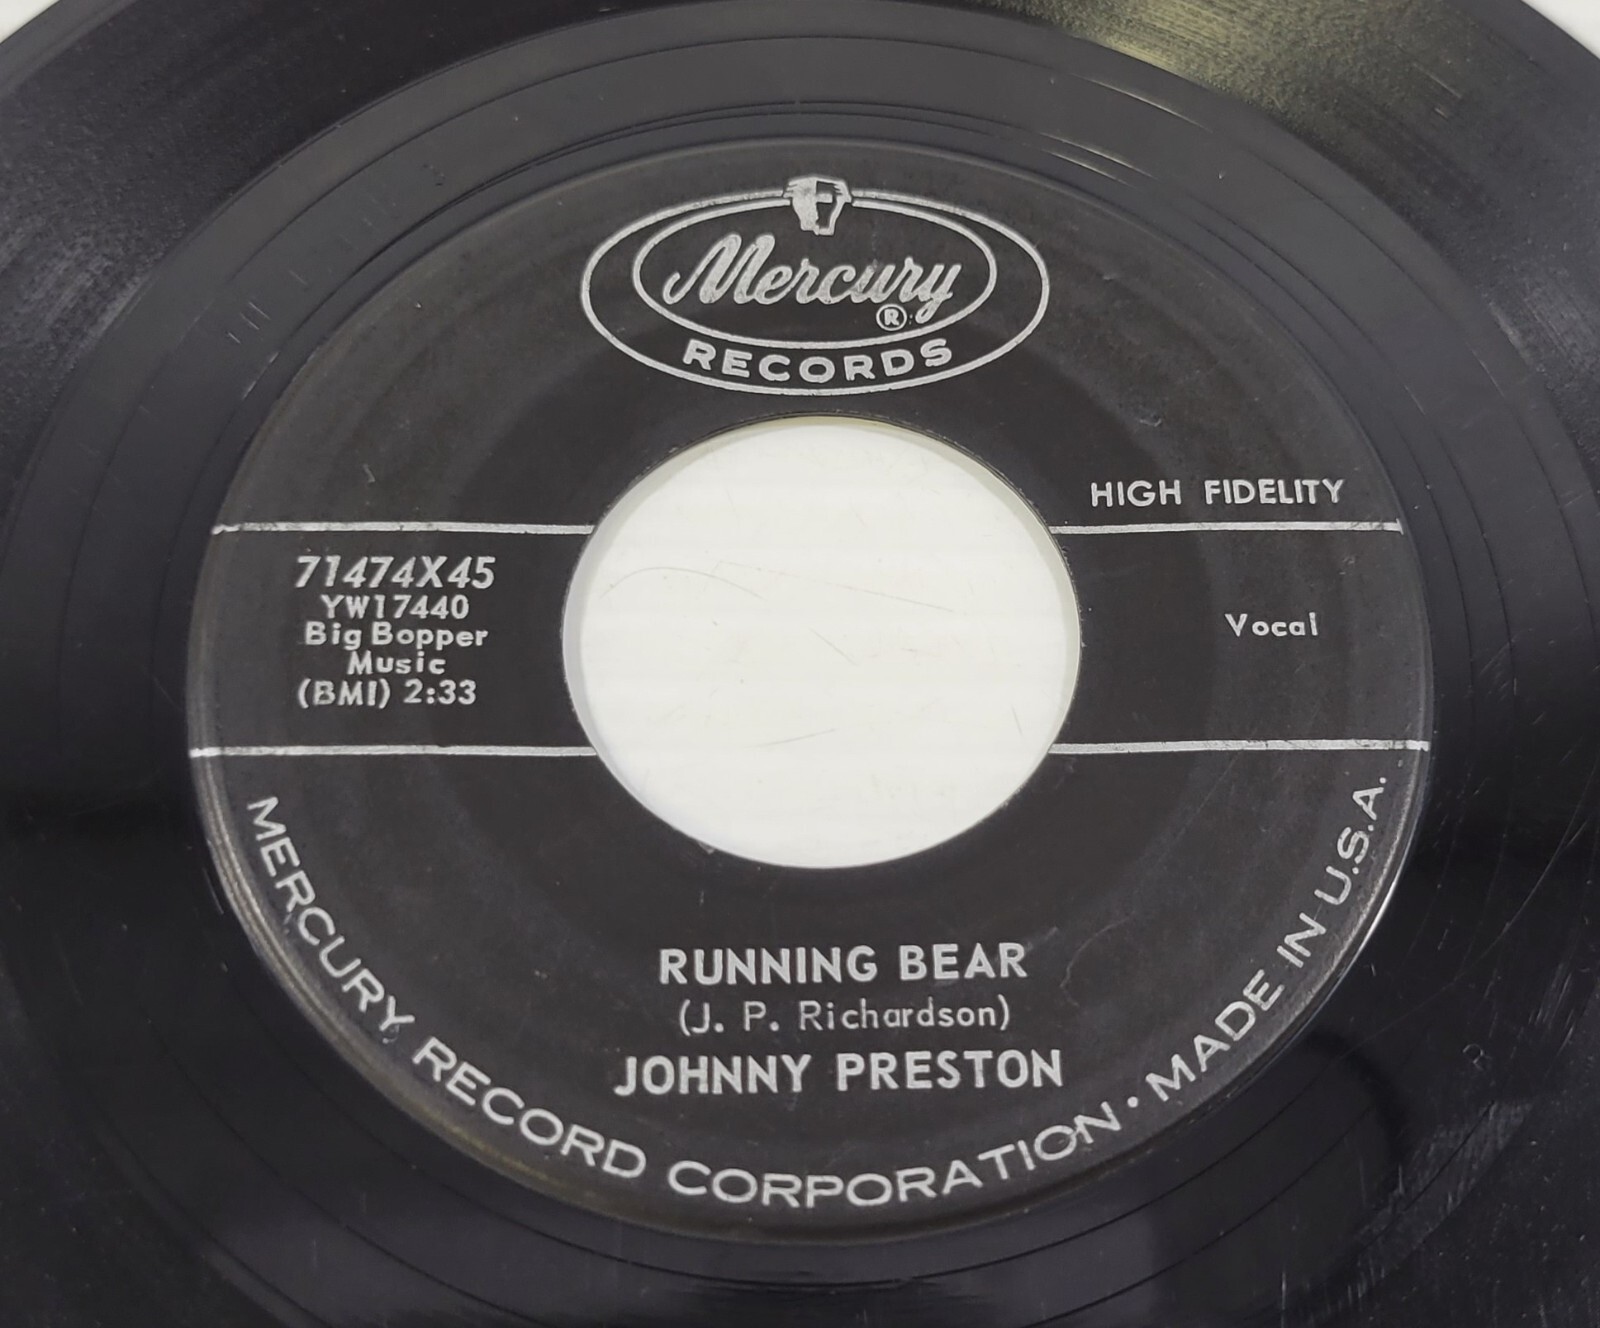 Mercury
®
RECORDS
HIGH FIDELITY
71474X45
YW17440
Big Bopper
Music
(BMI) 2:33
Vocal
RUNNING BEAR
(J. P. Richardson)
JOHNNY PRESTON
MERCURY RECORD CORPORATION • MADE IN U.S.A.